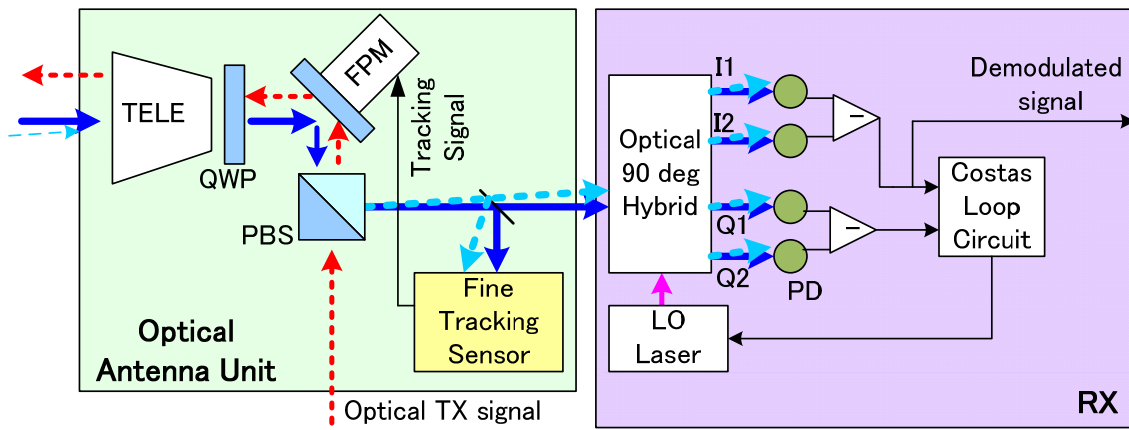 TELE
QWP
FPM
Tracking
Signal
PBS
Fine
Tracking
Sensor
Optical
Antenna Unit
Optical TX signal
Optical
90 deg
Hybrid
I1
I2
Q1
Q2
PD
−
−
Demodulated
signal
Costas
Loop
Circuit
LO
Laser
RX